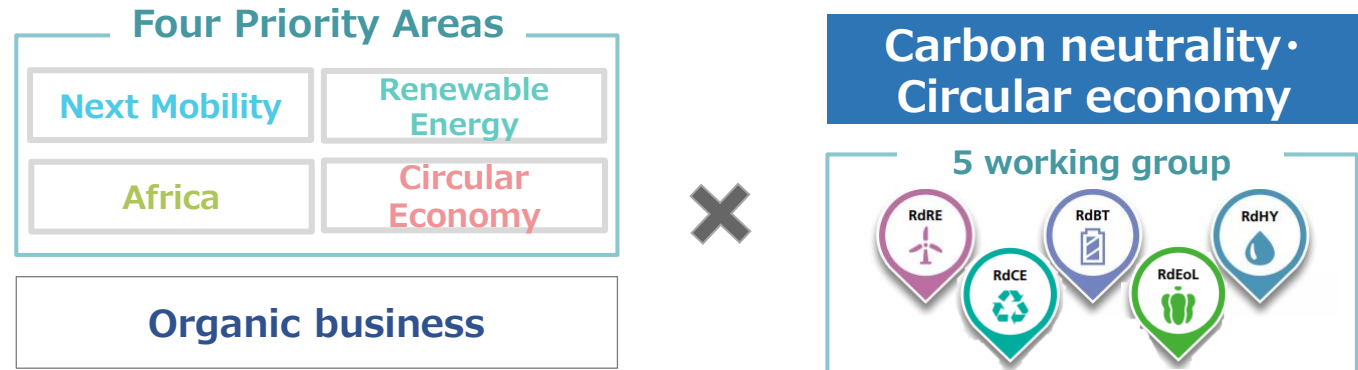 Four Priority Areas
Next Mobility
Renewable
Energy
Africa
Circular
Economy
Organic business
Carbon neutrality・
Circular economy
5 working group
RdRE
RdBT
RdHY
RdCE
RdEoL